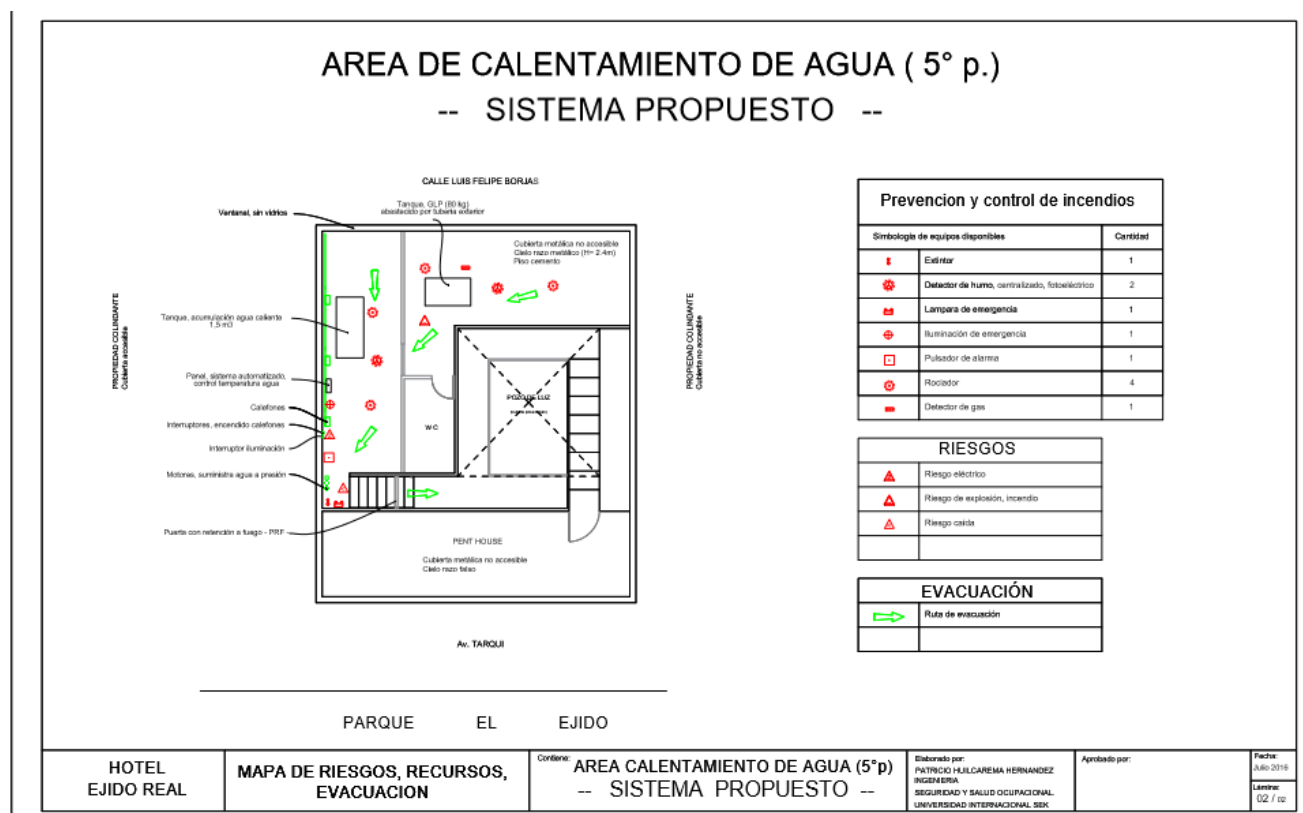 AREA DE CALENTAMIENTO DE AGUA ( 5° p.)
-- SISTEMA PROPUESTO --
CALLE LUIS FELIPE BORJAS
Ventanal, sin vidrios
Tanque, GLP (80 kg)
abastecido por tuberia exterior
Cubierta metálica no accesible
Cielo razo metálico (H= 2.4m)
Piso cemento
PROPIEDAD COLINDANTE
Cubierta accesible
Tanque, acumulación agua caliente
1,5 m3
Panel, sistema automatizado,
control temperatura agua
Calefones
Interruptores, encendido calefones
Interruptor iluminación
Motores, suministra agua a presión
Puerta con retención a fuego - PRF
W C
POZO DE LUZ
PROPIEDAD COLINDANTE
Cubierta no accesible
PENT HOUSE
Cubierta metálica no accesible
Cielo razo falso
Av. TARQUI
PARQUE EL EJIDO
Prevencion y control de incendios
Simbología de equipos disponibles Cantidad
Extintor 1
Detector de humo, centralizado, fotoeléctrico 2
Lampara de emergencia 1
Iluminación de emergencia 1
Pulsador de alarma 1
Rociador 4
Detector de gas 1
RIESGOS
Riesgo eléctrico
Riesgo de explosión, incendio
Riesgo caida
EVACUACIÓN
Ruta de evacuación
HOTEL
EJIDO REAL
MAPA DE RIESGOS, RECURSOS,
EVACUACION
Contiene:
AREA CALENTAMIENTO DE AGUA (5°p)
-- SISTEMA PROPUESTO --
Elaborado por:
PATRICIO HUILCAREMA HERNANDEZ
INGENIERIA
SEGURIDAD Y SALUD OCUPACIONAL
UNIVERSIDAD INTERNACIONAL SEK
Aprobado por:
Fecha:
Julio 2016
Lámina:
02 / 02